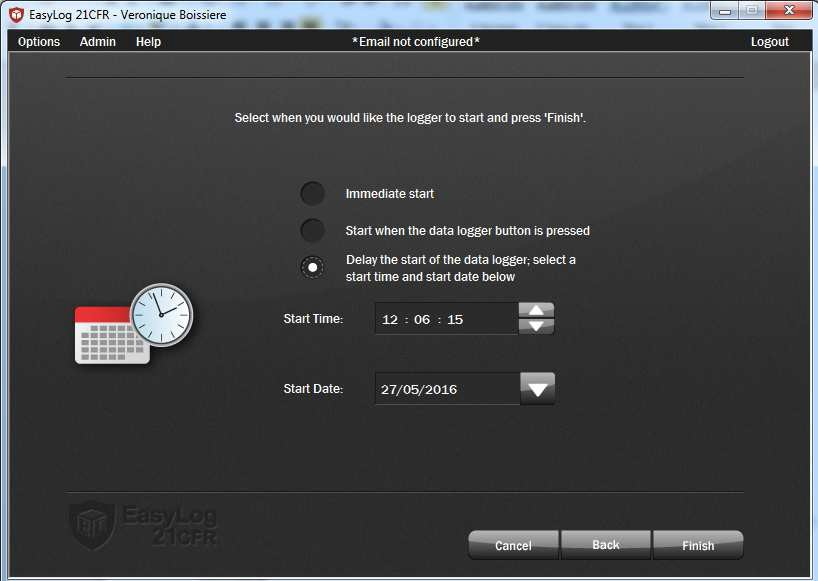 EasyLog 21CFR - Veronique Boissiere
Options Admin Help *Email not configured* Logout
Select when you would like the logger to start and press 'Finish'.
Immediate start
Start when the data logger button is pressed
Delay the start of the data logger; select a
start time and start date below
Start Time: 12 : 06 : 15
Start Date: 27/05/2016
EasyLog
21CFR
Cancel Back Finish